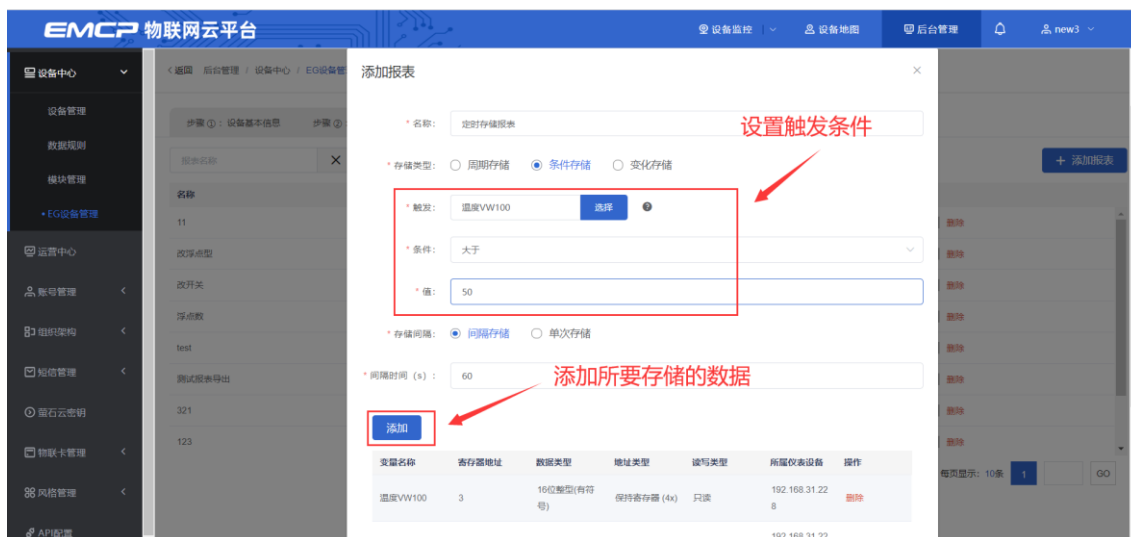 EMCP 物联网云平台
设备监控
设备地图
后台管理
new3
设备中心
设备管理
数据规则
模块管理
•EG设备管理
运营中心
账号管理
组织架构
短信管理
萤石云密钥
物联卡管理
风格管理
API配置
<返回 后台管理 / 设备中心 / EG设备管
步骤①：设备基本信息 步骤②：
报表名称
+ 添加报表
名称
11
改浮点型
改开关
浮点数
test
测试报表导出
321
123
删除
删除
删除
删除
删除
删除
删除
删除
每页显示：10条 1 GO
添加报表
* 名称： 定时存储报表
设置触发条件
* 存储类型： 周期存储 条件存储 变化存储
* 触发： 温度VW100 选择
* 条件： 大于
* 值： 50
* 存储间隔： 间隔存储 单次存储
* 间隔时间（s）： 60
添加所要存储的数据
添加
变量名称 寄存器地址 数据类型 地址类型 读写类型 所属仪表设备 操作
温度VW100 3 16位整型(有符号) 保持寄存器 (4x) 只读 192.168.31.228 删除
192.168.31.22